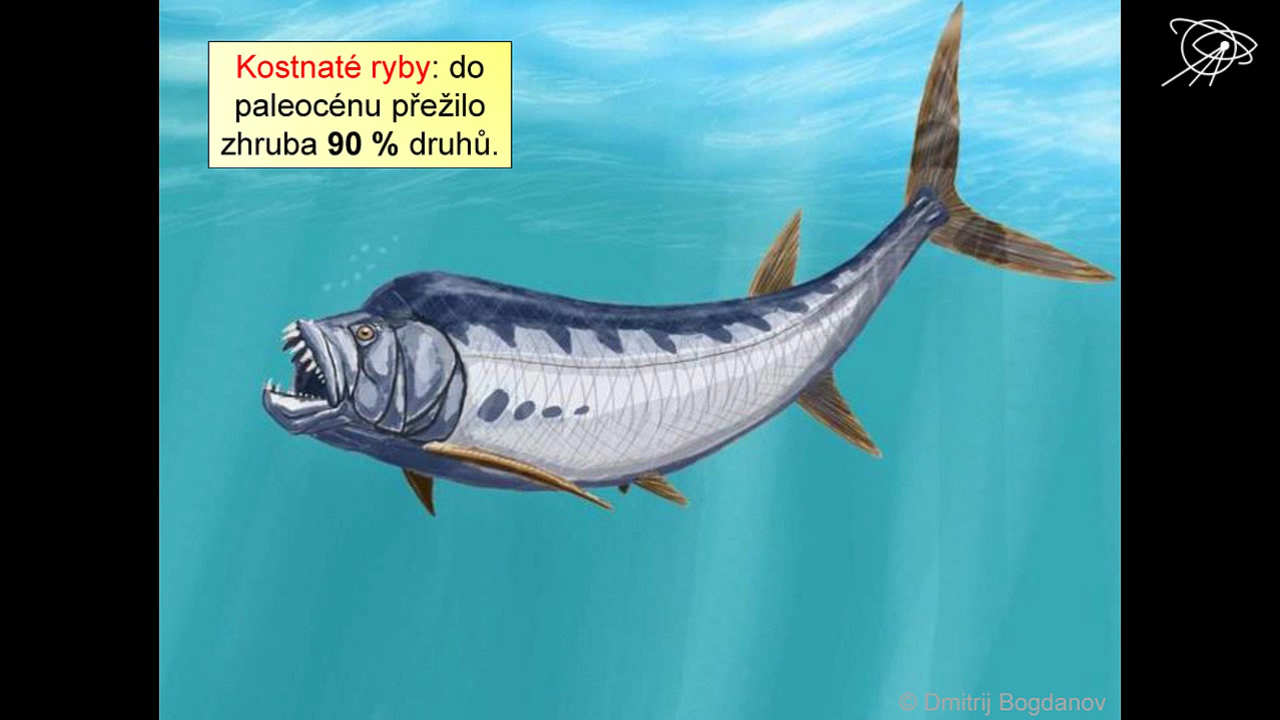 Kostnaté ryby: do
paleocénu přežilo
zhruba 90 % druhů.
© Dmitrij Bogdanov